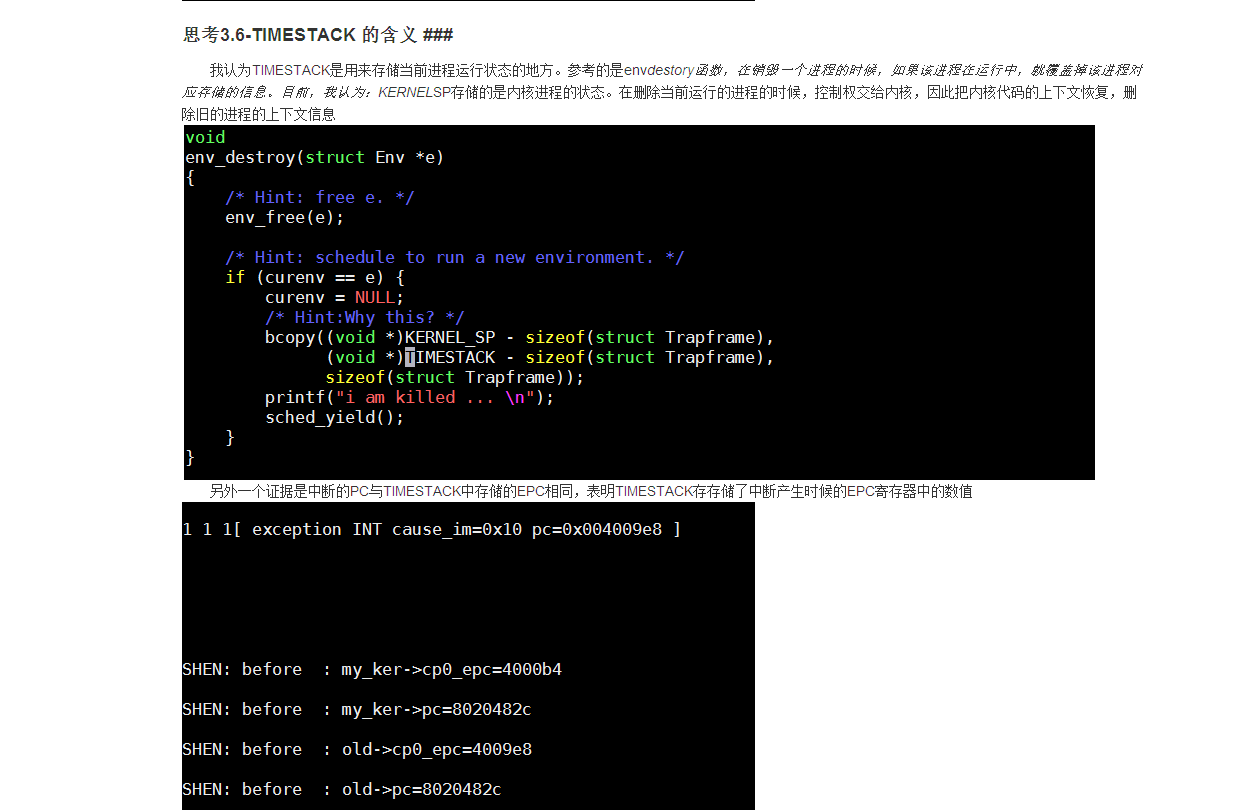 思考3.6-TIMESTACK 的含义 ###
我认为TIMESTACK是用来存储当前进程运行状态的地方。参考的是envdestory函数，在销毁一个进程的时候，如果该进程在运行中，就覆盖掉该进程对
应存储的信息。目前，我认为：KERNELSP存储的是内核进程的状态。在删除当前运行的进程的时候，控制权交给内核，因此把内核代码的上下文恢复，删
除旧的进程的上下文信息
void
env_destroy(struct Env *e)
{
/* Hint: free e. */
env_free(e);
/* Hint: schedule to run a new environment. */
if (curenv == e) {
curenv = NULL;
/* Hint:Why this? */
bcopy((void *)KERNEL_SP - sizeof(struct Trapframe),
(void *)TIMESTACK - sizeof(struct Trapframe),
sizeof(struct Trapframe));
printf("i am killed ... \n");
sched_yield();
}
}
另外一个证据是中断的PC与TIMESTACK中存储的EPC相同，表明TIMESTACK存存储了中断产生时候的EPC寄存器中的数值
1 1 1[ exception INT cause_im=0x10 pc=0x004009e8 ]
SHEN: before  : my_ker->cp0_epc=4000b4
SHEN: before  : my_ker->pc=8020482c
SHEN: before  : old->cp0_epc=4009e8
SHEN: before  : old->pc=8020482c